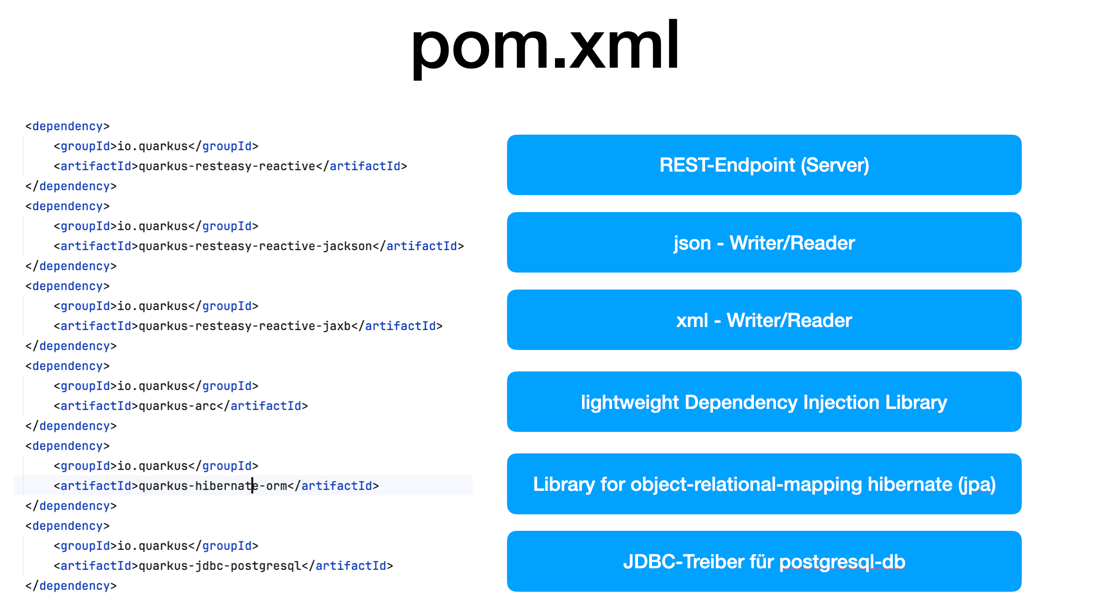 pom.xml
<dependency>
<groupId>io.quarkus</groupId>
<artifactId>quarkus-resteasy-reactive</artifactId>
</dependency>
<dependency>
<groupId>io.quarkus</groupId>
<artifactId>quarkus-resteasy-reactive-jackson</artifactId>
</dependency>
<dependency>
<groupId>io.quarkus</groupId>
<artifactId>quarkus-resteasy-reactive-jaxb</artifactId>
</dependency>
<dependency>
<groupId>io.quarkus</groupId>
<artifactId>quarkus-arc</artifactId>
</dependency>
<dependency>
<groupId>io.quarkus</groupId>
<artifactId>quarkus-hibernate-orm</artifactId>
</dependency>
<dependency>
<groupId>io.quarkus</groupId>
<artifactId>quarkus-jdbc-postgresql</artifactId>
</dependency>
REST-Endpoint (Server)
json - Writer/Reader
xml - Writer/Reader
lightweight Dependency Injection Library
Library for object-relational-mapping hibernate (jpa)
JDBC-Treiber für postgresql-db